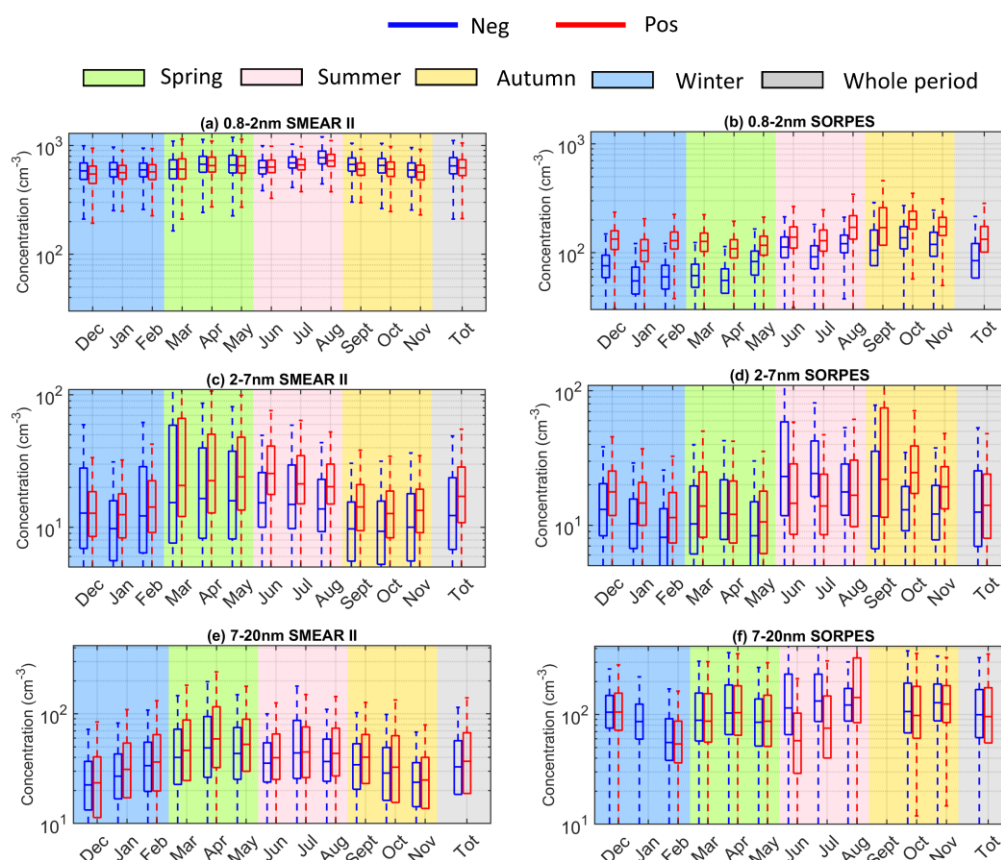 Neg Pos
Spring Summer Autumn Winter Whole period
(a) 0.8-2nm SMEAR II
Concentration (cm⁻³)
10³
10²
Dec Jan Feb Mar Apr May Jun Jul Aug Sept Oct Nov Tot
(b) 0.8-2nm SORPES
Concentration (cm⁻³)
10³
10²
Dec Jan Feb Mar Apr May Jun Jul Aug Sept Oct Nov Tot
(c) 2-7nm SMEAR II
Concentration (cm⁻³)
10²
10¹
Dec Jan Feb Mar Apr May Jun Jul Aug Sept Oct Nov Tot
(d) 2-7nm SORPES
Concentration (cm⁻³)
10²
10¹
Dec Jan Feb Mar Apr May Jun Jul Aug Sept Oct Nov Tot
(e) 7-20nm SMEAR II
Concentration (cm⁻³)
10²
10¹
Dec Jan Feb Mar Apr May Jun Jul Aug Sept Oct Nov Tot
(f) 7-20nm SORPES
Concentration (cm⁻³)
10²
10¹
Dec Jan Feb Mar Apr May Jun Jul Aug Sept Oct Nov Tot